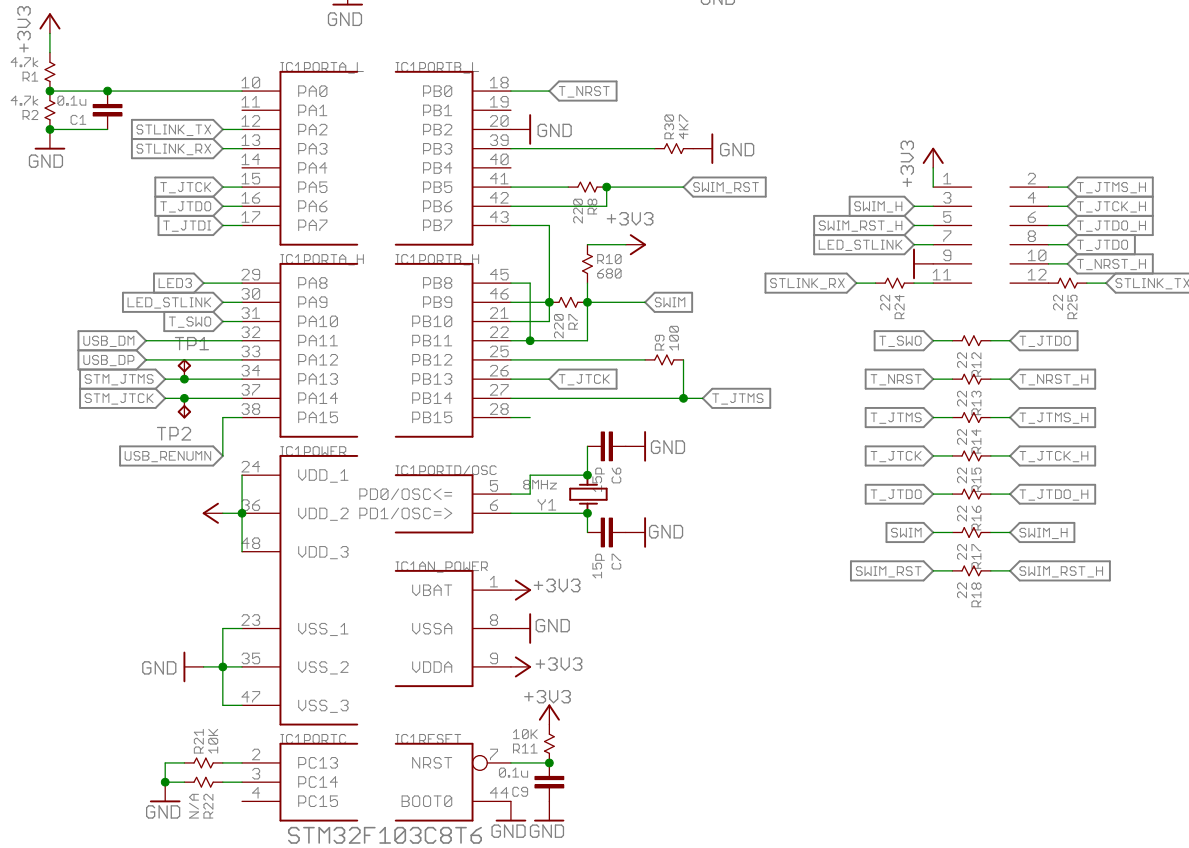 GND
GND
+3V3
4.7k
R1
4.7k
R2
0.1u
C1
GND
IC1PORTA_L
10 PA0
11 PA1
STLINK_TX 12 PA2
STLINK_RX 13 PA3
14 PA4
T_JTCK 15 PA5
T_JTDO 16 PA6
T_JTDI 17 PA7
IC1PORTB_L
PB0 18 T_NRST
PB1 19
PB2 20 GND
PB3 39 R30 4K7 GND
PB4 40
PB5 41 220 R8 SWIM_RST
PB6 42
PB7 43
+3V3
R10
680
IC1PORTA_H
LED3 29 PA8
LED_STLINK 30 PA9
T_SWO 31 PA10
USB_DM 32 PA11
TP1
USB_DP 33 PA12
STM_JTMS 34 PA13
STM_JTCK 37 PA14
38 PA15
TP2
USB_RENUMN
IC1PORTB_H
PB8 45
PB9 46 220 R7 SWIM
PB10 21
PB11 22
PB12 25 R9 100
PB13 26 T_JTCK
PB14 27 T_JTMS
PB15 28
IC1POWER
24 VDD_1
36 VDD_2
48 VDD_3
23 VSS_1
GND 35 VSS_2
47 VSS_3
IC1PORTD/OSC
PD0/OSC<= 5
PD1/OSC=> 6
8MHz
Y1
15p C6 GND
15p C7 GND
IC1AN_POWER
VBAT 1 +3V3
VSSA 8 GND
VDDA 9 +3V3
IC1PORTC
R21 10K 2 PC13
N/A R22 3 PC14
4 PC15
GND
IC1RESET
NRST 7
BOOT0 44
+3V3
10K
R11
0.1u
C9
GND GND
STM32F103C8T6
+3V3
1 2 T_JTMS_H
SWIM_H 3 4 T_JTCK_H
SWIM_RST_H 5 6 T_JTDO_H
LED_STLINK 7 8 T_JTDO
9 10 T_NRST_H
STLINK_RX 22 R24 11 12 22 R25 STLINK_TX
T_SWO 22 R12 T_JTDO
T_NRST 22 R13 T_NRST_H
T_JTMS 22 R14 T_JTMS_H
T_JTCK 22 R15 T_JTCK_H
T_JTDO 22 R16 T_JTDO_H
SWIM 22 R17 SWIM_H
SWIM_RST 22 R18 SWIM_RST_H